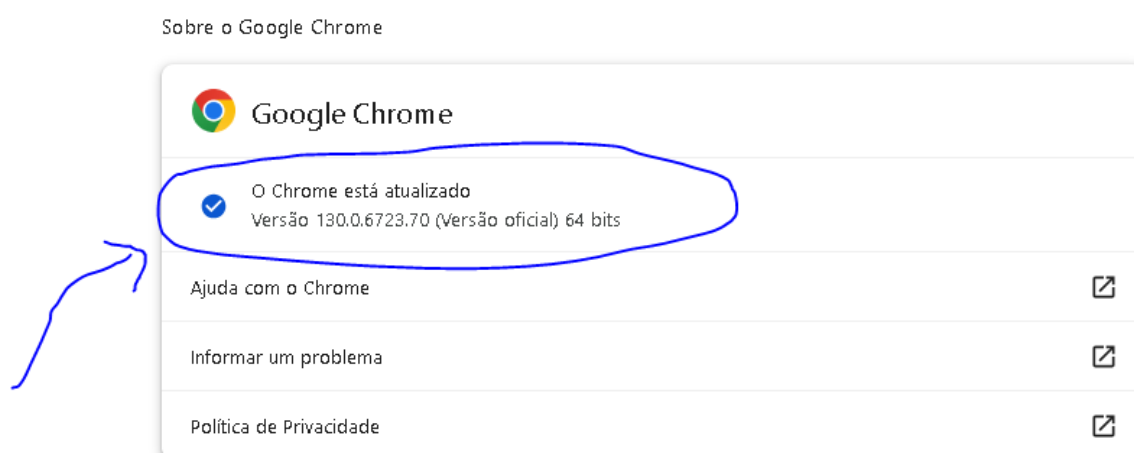 Sobre o Google Chrome
Google Chrome
O Chrome está atualizado
Versão 130.0.6723.70 (Versão oficial) 64 bits
Ajuda com o Chrome
Informar um problema
Política de Privacidade